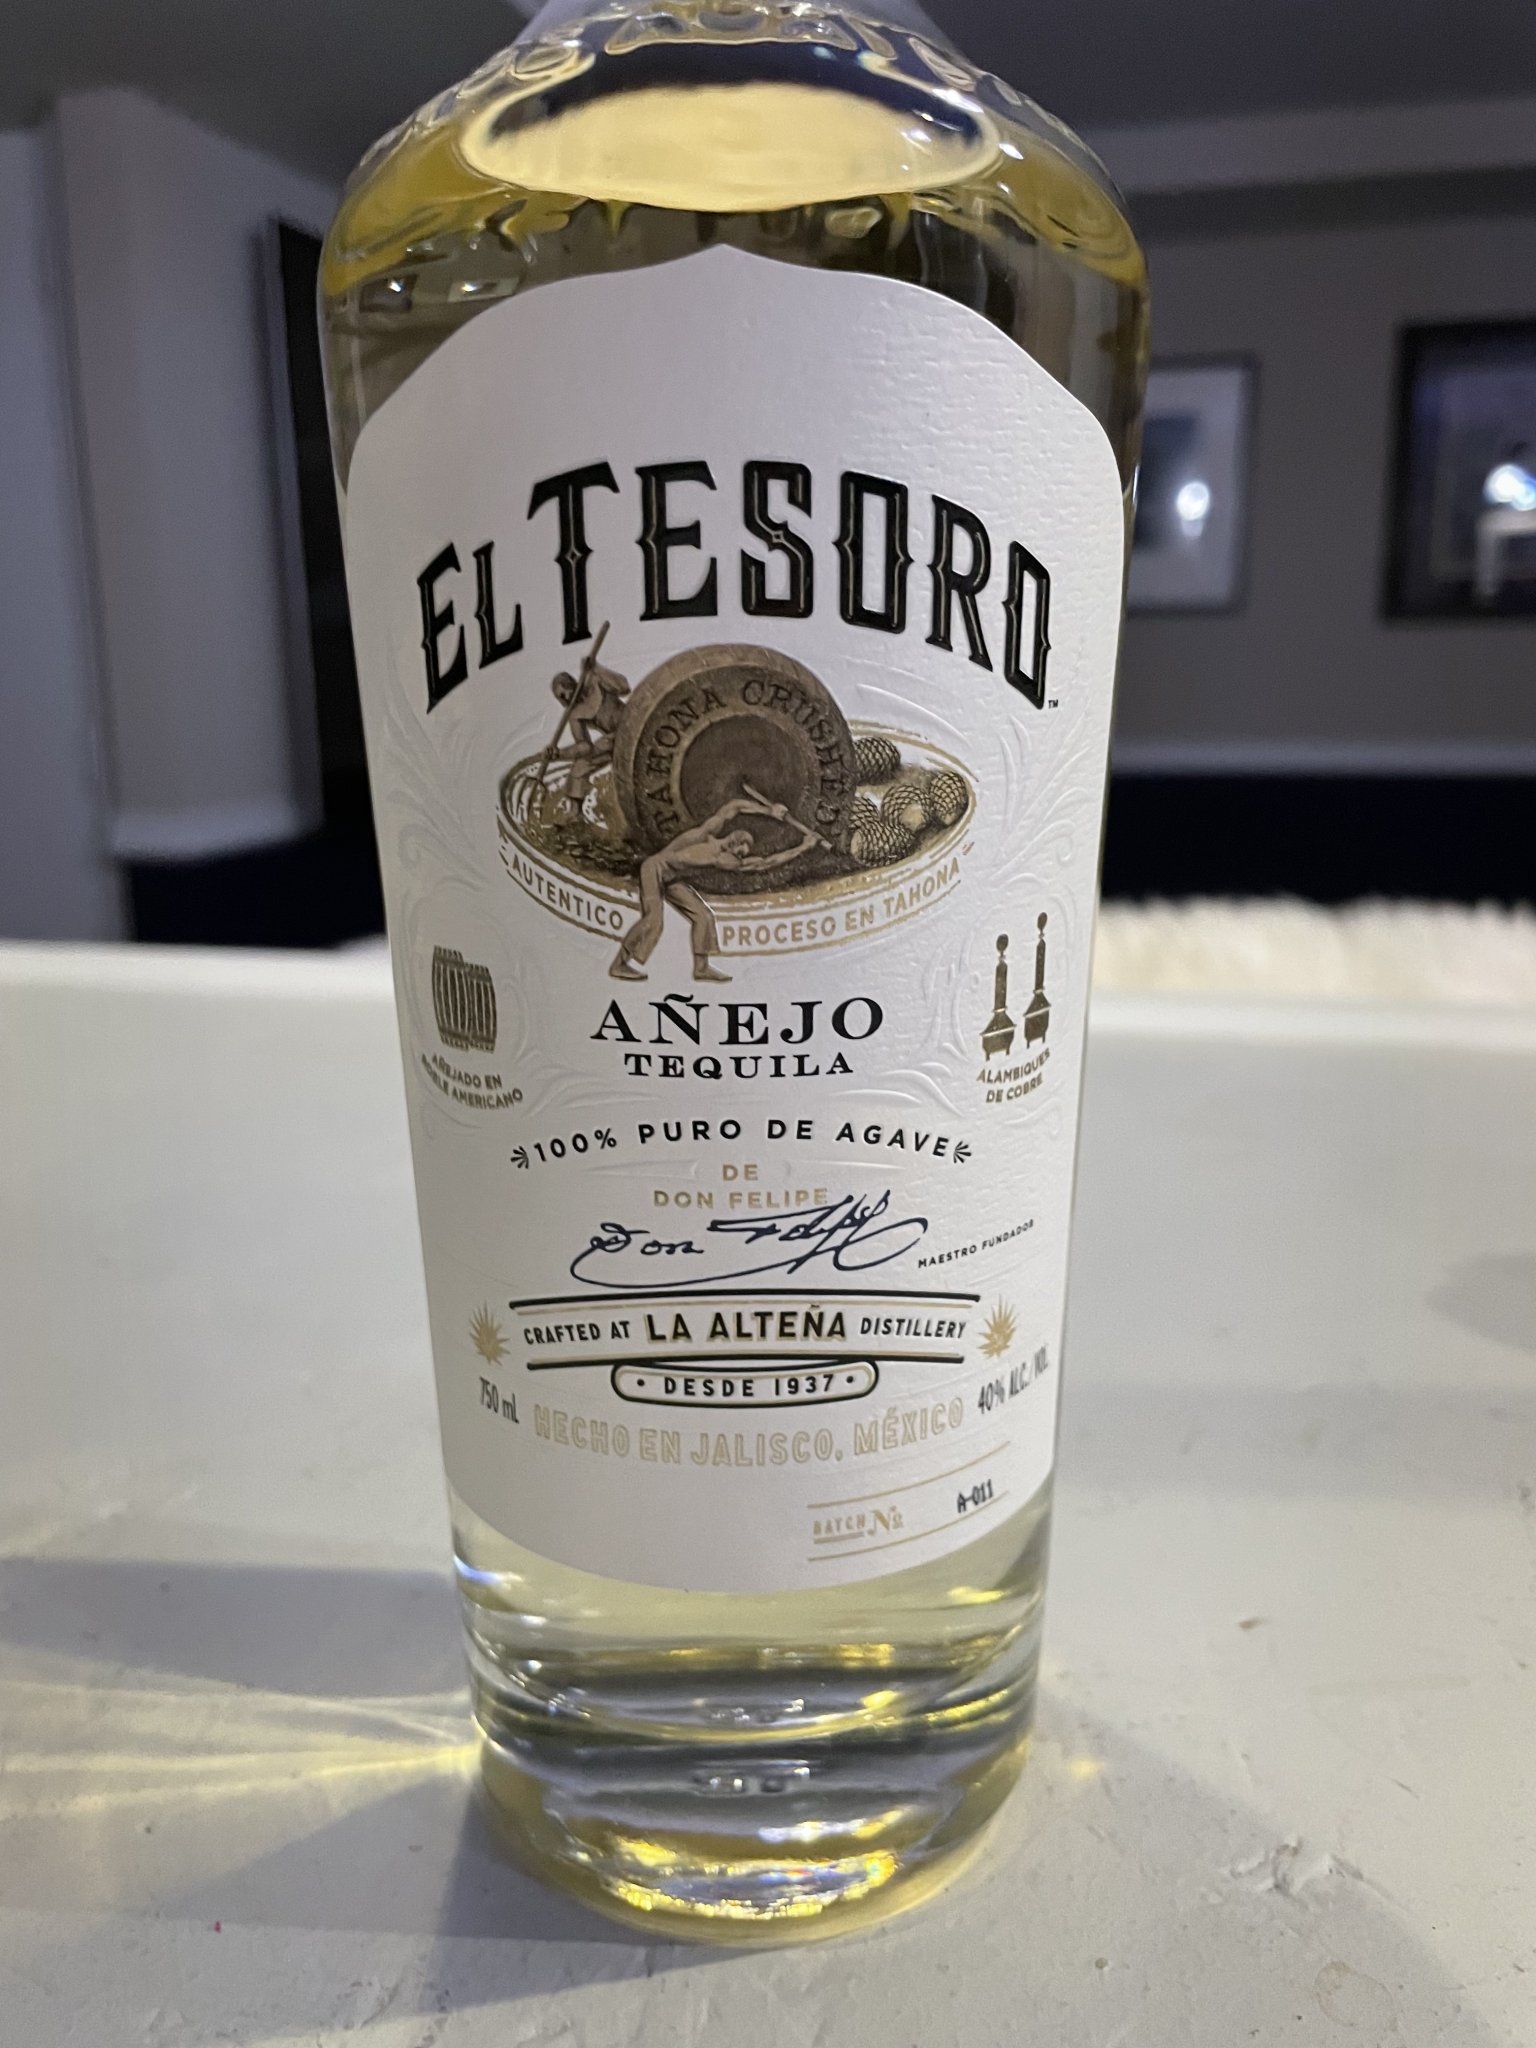 EL TESORO™
TAHONA CRUSHED
AUTENTICO PROCESO EN TAHONA
AÑEJO
TEQUILA
AÑEJADO EN
ROBLE AMERICANO
ALAMBIQUES
DE COBRE
100% PURO DE AGAVE
DE
DON FELIPE
Don Felipe
MAESTRO FUNDADOR
CRAFTED AT LA ALTEÑA DISTILLERY
DESDE 1937
750 mL
40% ALC./VOL.
HECHO EN JALISCO, MÉXICO
BATCH No. A-011